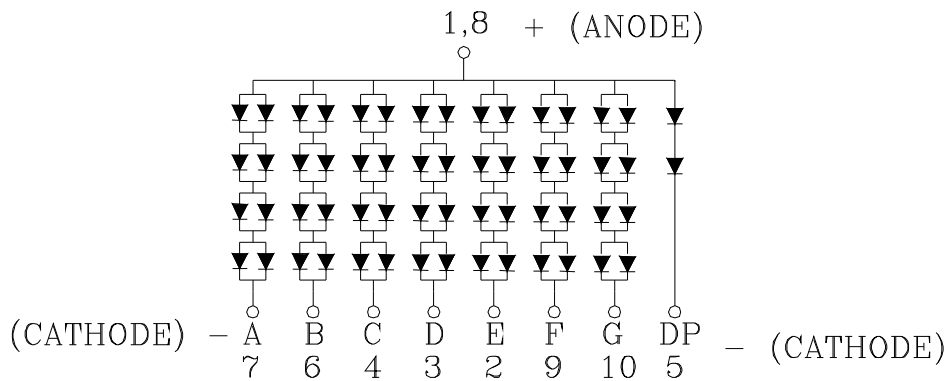 1,8 + (ANODE)
(CATHODE) - A B C D E F G DP - (CATHODE)
7 6 4 3 2 9 10 5